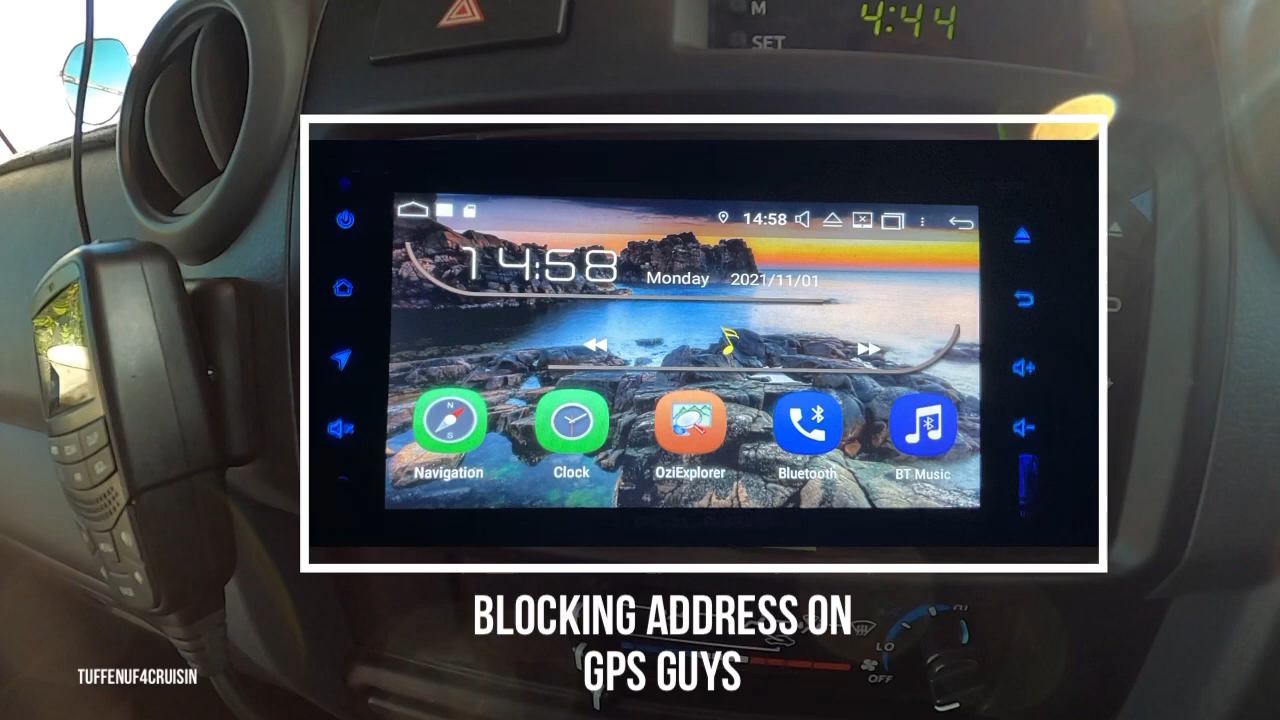 M
4:44
SET
14:58
14:58
Monday 2021/11/01
N
S
Navigation
Clock
OziExplorer
Bluetooth
BT Music
BLOCKING ADDRESS ON
GPS GUYS
LO
OFF
TUFFENUF4CRUISIN